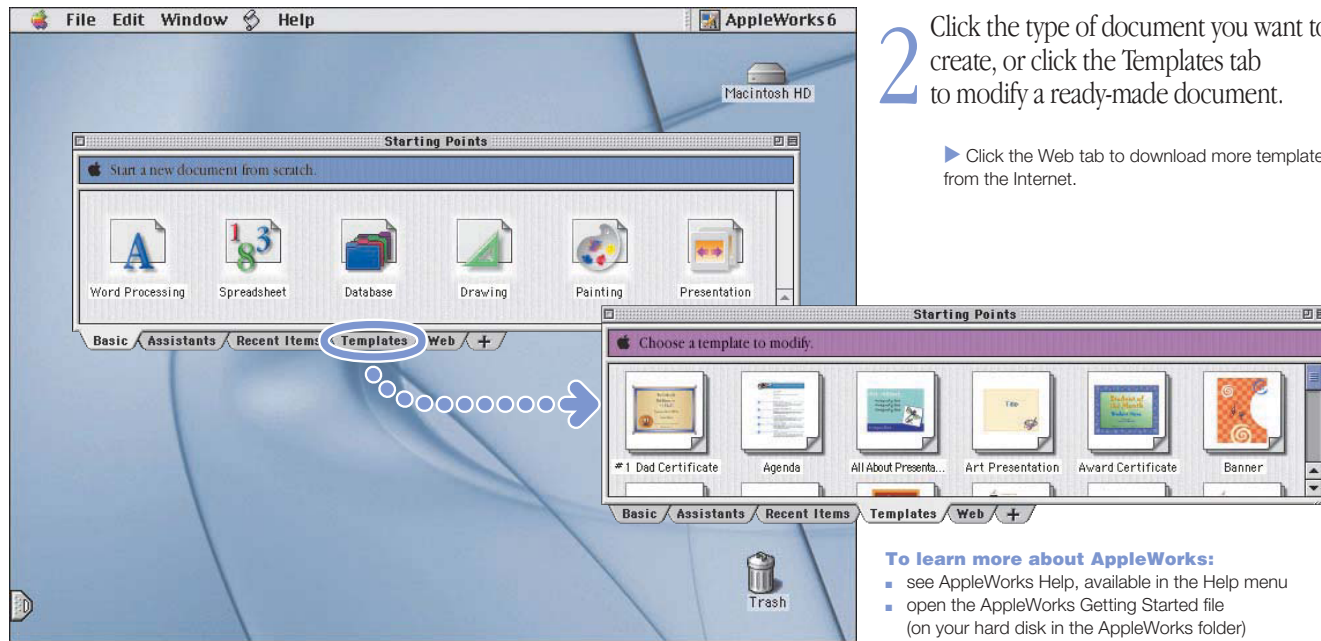 File Edit Window Help
AppleWorks 6
Macintosh HD
Starting Points
Start a new document from scratch.
Word Processing Spreadsheet Database Drawing Painting Presentation
Basic Assistants Recent Items Templates Web +
2
Click the type of document you want to
create, or click the Templates tab
to modify a ready-made document.
Click the Web tab to download more template
from the Internet.
Starting Points
Choose a template to modify.
Title
#1 Dad Certificate Agenda All About Presenta... Art Presentation Award Certificate Banner
Basic Assistants Recent Items Templates Web +
Trash
To learn more about AppleWorks:
see AppleWorks Help, available in the Help menu
open the AppleWorks Getting Started file
(on your hard disk in the AppleWorks folder)